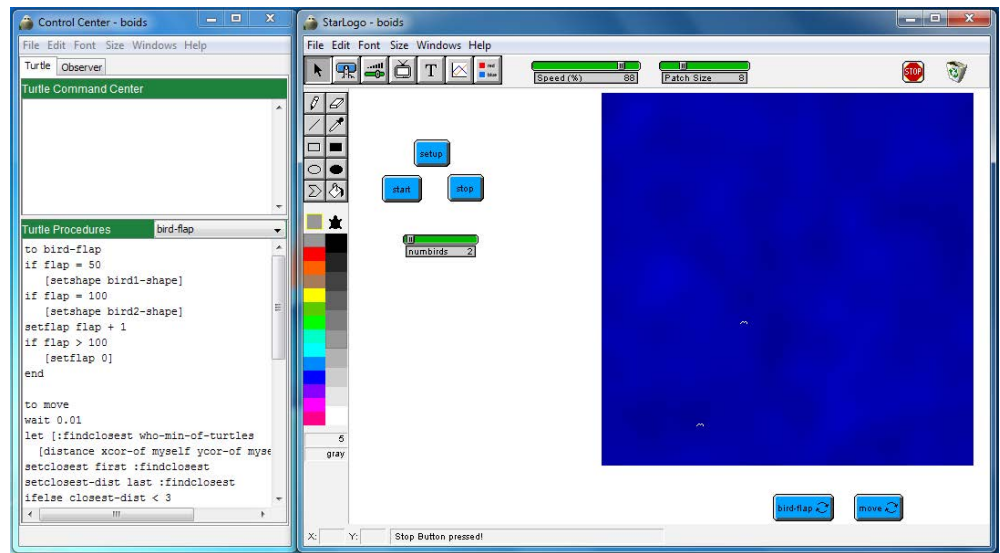 Control Center - boids
File Edit Font Size Windows Help
Turtle Observer
Turtle Command Center
Turtle Procedures bird-flap
to bird-flap
if flap = 50
[setshape bird1-shape]
if flap = 100
[setshape bird2-shape]
setflap flap + 1
if flap > 100
[setflap 0]
end
to move
wait 0.01
let [:findclosest who-min-of-turtles
[distance xcor-of myself ycor-of myse
setclosest first :findclosest
setclosest-dist last :findclosest
ifelse closest-dist < 3
StarLogo - boids
File Edit Font Size Windows Help
T
red
blue
Speed (%) 88
Patch Size 8
STOP
setup
start stop
numbirds 2
5
gray
bird-flap move
X: Y: Stop Button pressed!